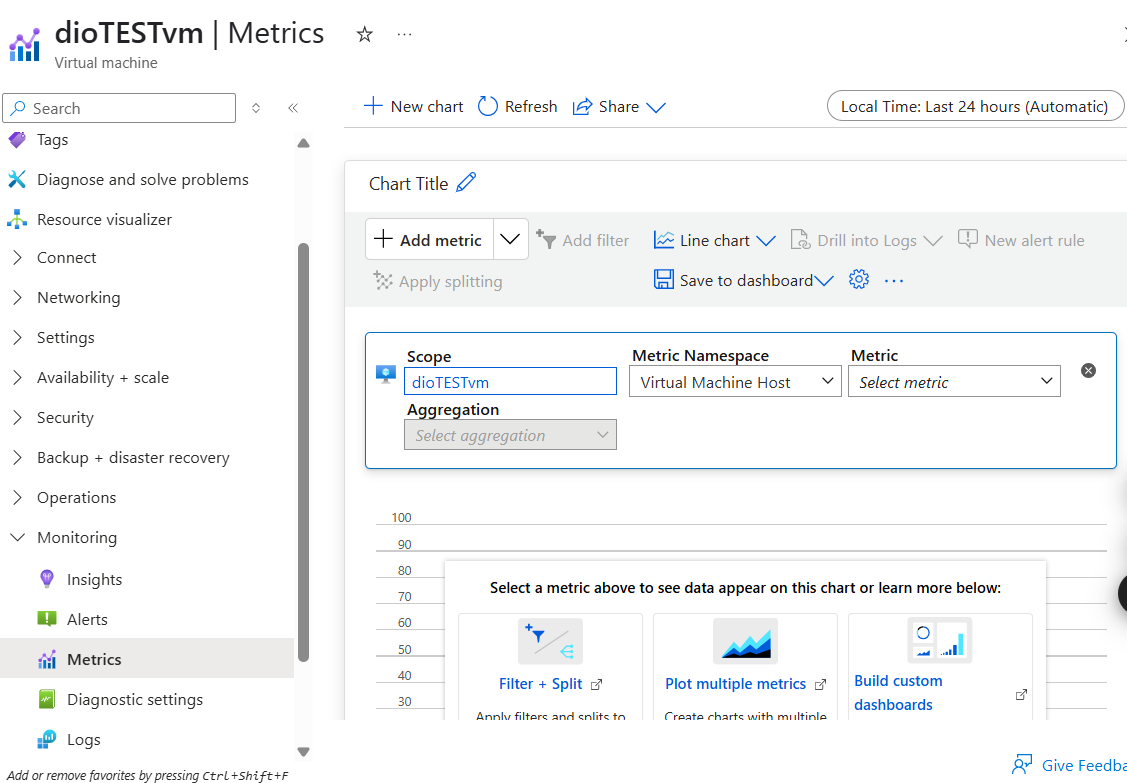 dioTESTvm | Metrics
Virtual machine
Search
New chart
Refresh
Share
Local Time: Last 24 hours (Automatic)
Tags
Diagnose and solve problems
Resource visualizer
Connect
Networking
Settings
Availability + scale
Security
Backup + disaster recovery
Operations
Monitoring
Insights
Alerts
Metrics
Diagnostic settings
Logs
Add or remove favorites by pressing Ctrl+Shift+F
Chart Title
Add metric
Add filter
Line chart
Drill into Logs
New alert rule
Apply splitting
Save to dashboard
Scope
Metric Namespace
Metric
dioTESTvm
Virtual Machine Host
Select metric
Aggregation
Select aggregation
100
90
80
70
60
50
40
30
Select a metric above to see data appear on this chart or learn more below:
Filter + Split
Apply filters and splits to
Plot multiple metrics
Create charts with multiple
Build custom
dashboards
Give Feedba